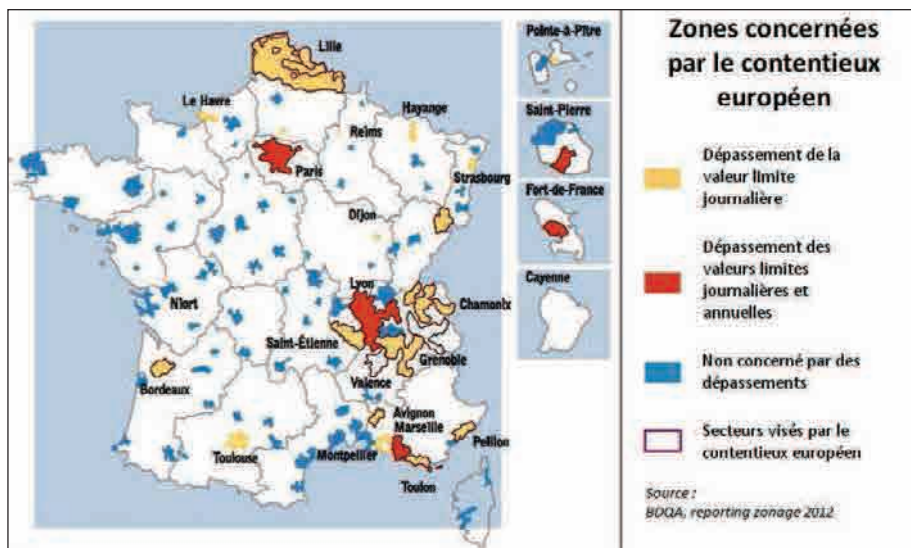 Lille
Le Havre
Hayange
Reims
Paris
Strasbourg
Dijon
Niort
Lyon
Chamonix
Saint-Étienne
Grenoble
Valence
Bordeaux
Avignon
Marseille
Peillon
Toulouse
Montpellier
Toulon
Pointe-à-Pitre
Saint-Pierre
Fort-de-France
Cayenne
Zones concernées
par le contentieux
européen
Dépassement de la
valeur limite
journalière
Dépassement des
valeurs limites
journalières et
annuelles
Non concerné par des
dépassements
Secteurs visés par le
contentieux européen
Source :
BDQA, reporting zonage 2012